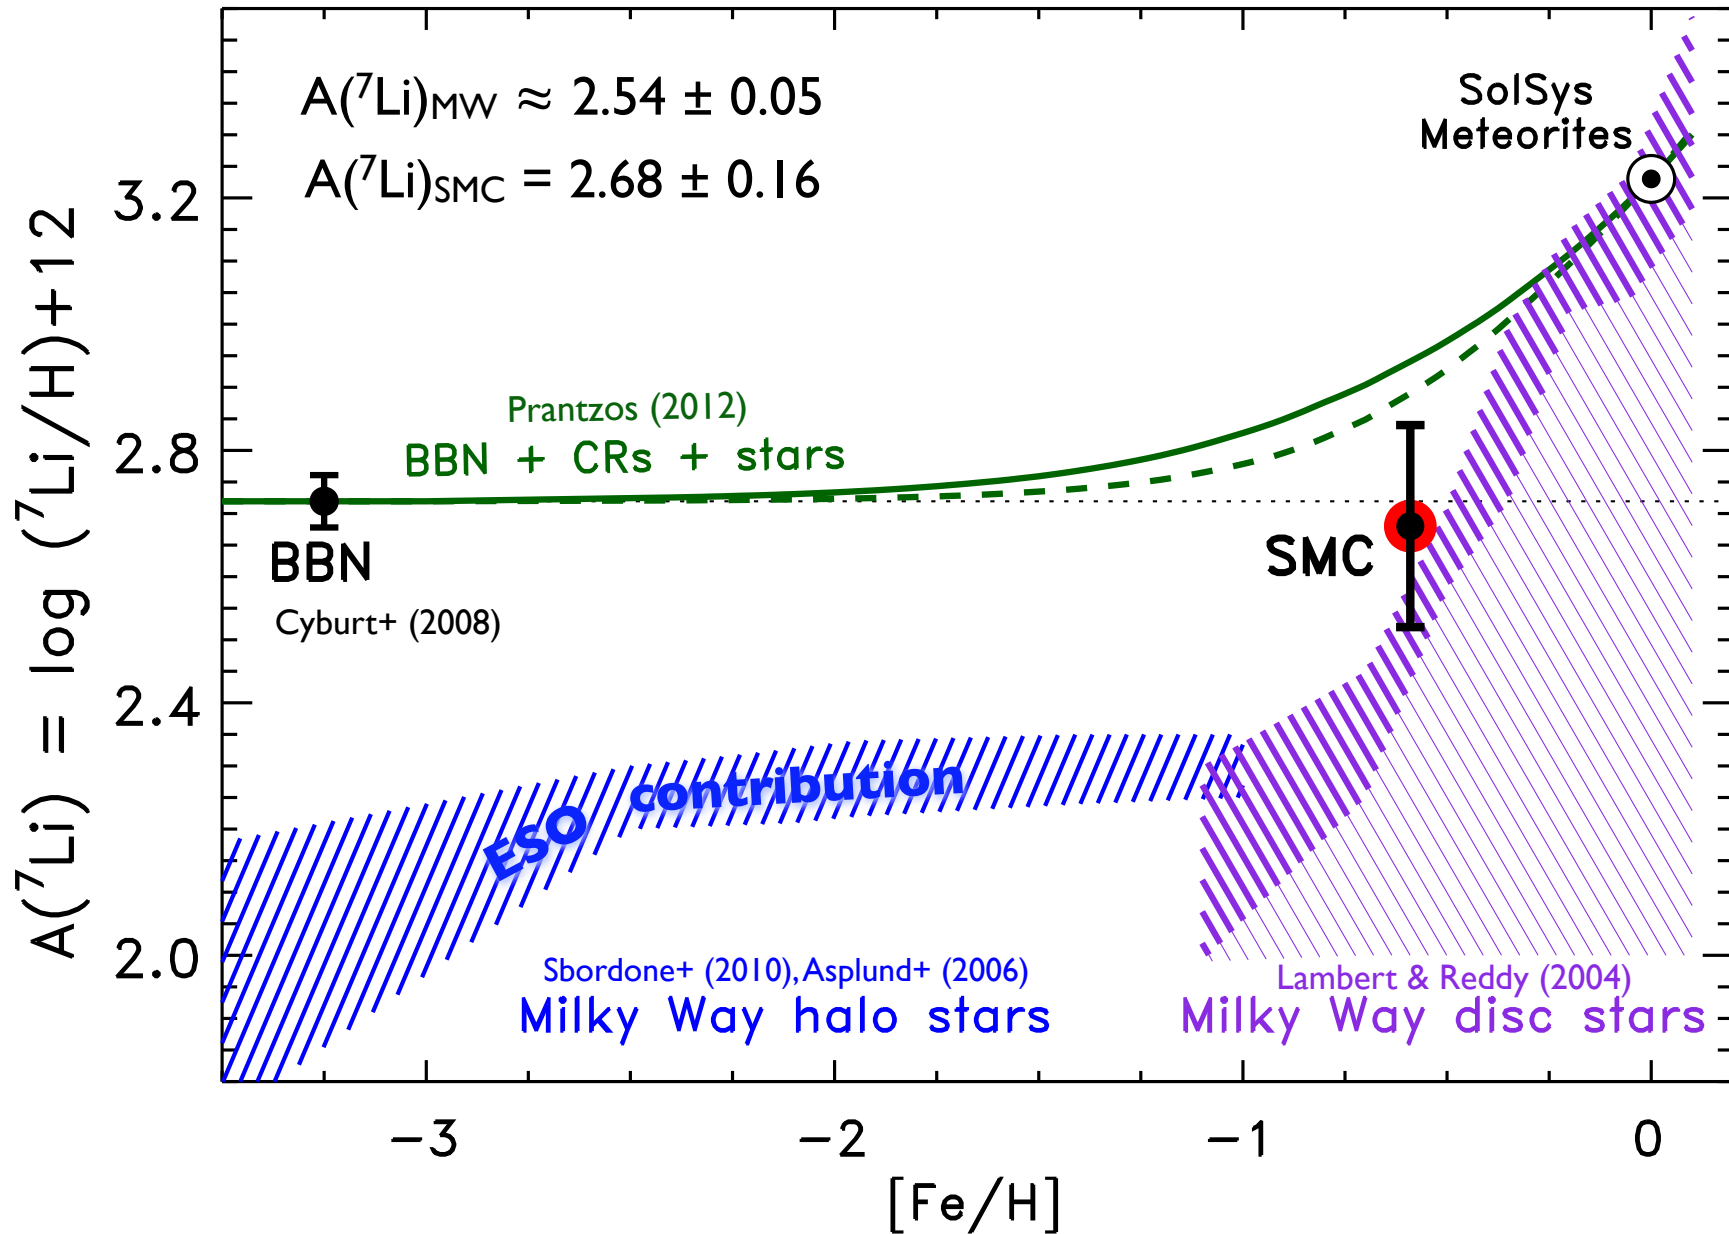 A(⁷Li)MW ≈ 2.54 ± 0.05
A(⁷Li)SMC = 2.68 ± 0.16
SolSys
Meteorites
A(⁷Li) = log (⁷Li/H)+12
3.2
2.8
2.4
2.0
Prantzos (2012)
BBN + CRs + stars
BBN
Cyburt+ (2008)
SMC
ESO contribution
Sbordone+ (2010), Asplund+ (2006)
Milky Way halo stars
Lambert & Reddy (2004)
Milky Way disc stars
−3 −2 −1 0
[Fe/H]